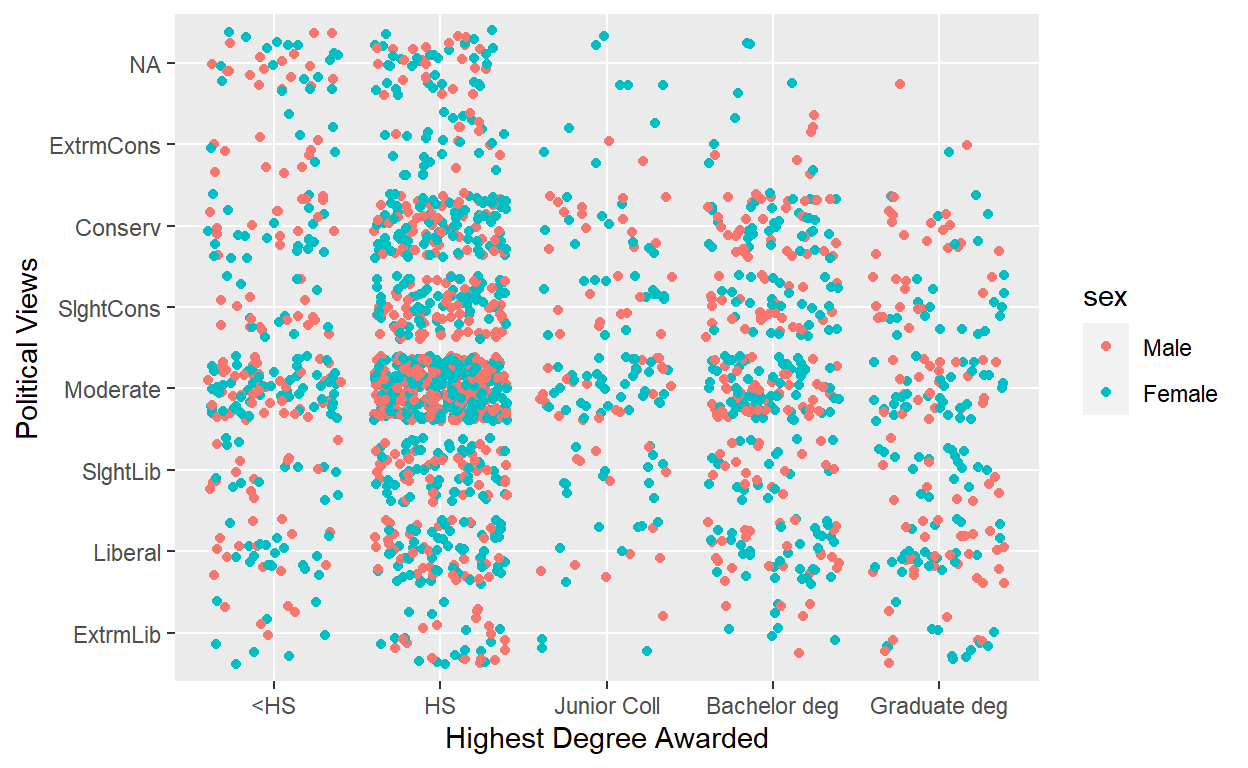 NA
ExtrmCons
Conserv
SlghtCons
Moderate
SlghtLib
Liberal
ExtrmLib
Political Views
<HS
HS
Junior Coll
Bachelor deg
Graduate deg
Highest Degree Awarded
sex
Male
Female